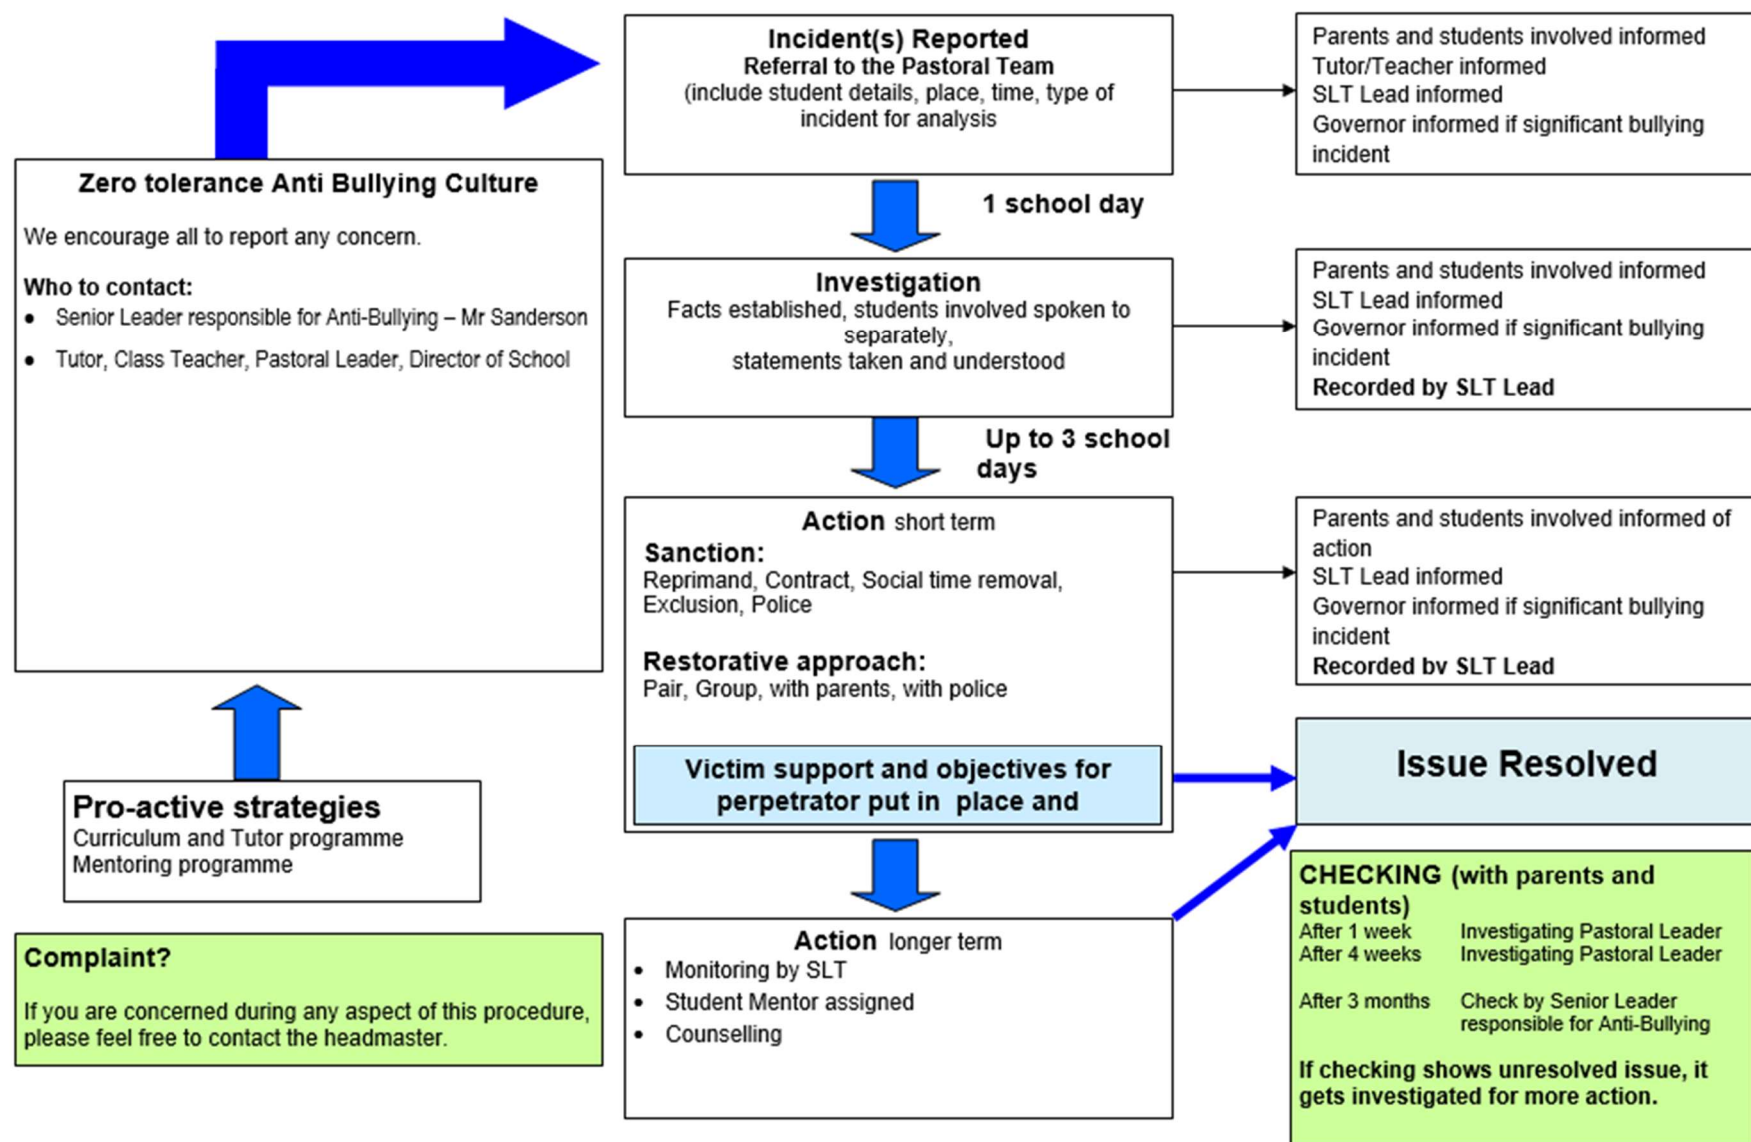 Incident(s) Reported
Referral to the Pastoral Team
(include student details, place, time, type of
incident for analysis
Parents and students involved informed
Tutor/Teacher informed
SLT Lead informed
Governor informed if significant bullying
incident
Zero tolerance Anti Bullying Culture
We encourage all to report any concern.
Who to contact:
• Senior Leader responsible for Anti-Bullying – Mr Sanderson
• Tutor, Class Teacher, Pastoral Leader, Director of School
1 school day
Investigation
Facts established, students involved spoken to
separately,
statements taken and understood
Parents and students involved informed
SLT Lead informed
Governor informed if significant bullying
incident
Recorded by SLT Lead
Up to 3 school
days
Action short term
Sanction:
Reprimand, Contract, Social time removal,
Exclusion, Police
Restorative approach:
Pair, Group, with parents, with police
Victim support and objectives for
perpetrator put in place and
Parents and students involved informed of
action
SLT Lead informed
Governor informed if significant bullying
incident
Recorded by SLT Lead
Issue Resolved
Pro-active strategies
Curriculum and Tutor programme
Mentoring programme
Complaint?
If you are concerned during any aspect of this procedure,
please feel free to contact the headmaster.
Action longer term
• Monitoring by SLT
• Student Mentor assigned
• Counselling
CHECKING (with parents and
students)
After 1 week Investigating Pastoral Leader
After 4 weeks Investigating Pastoral Leader
After 3 months Check by Senior Leader
responsible for Anti-Bullying
If checking shows unresolved issue, it
gets investigated for more action.